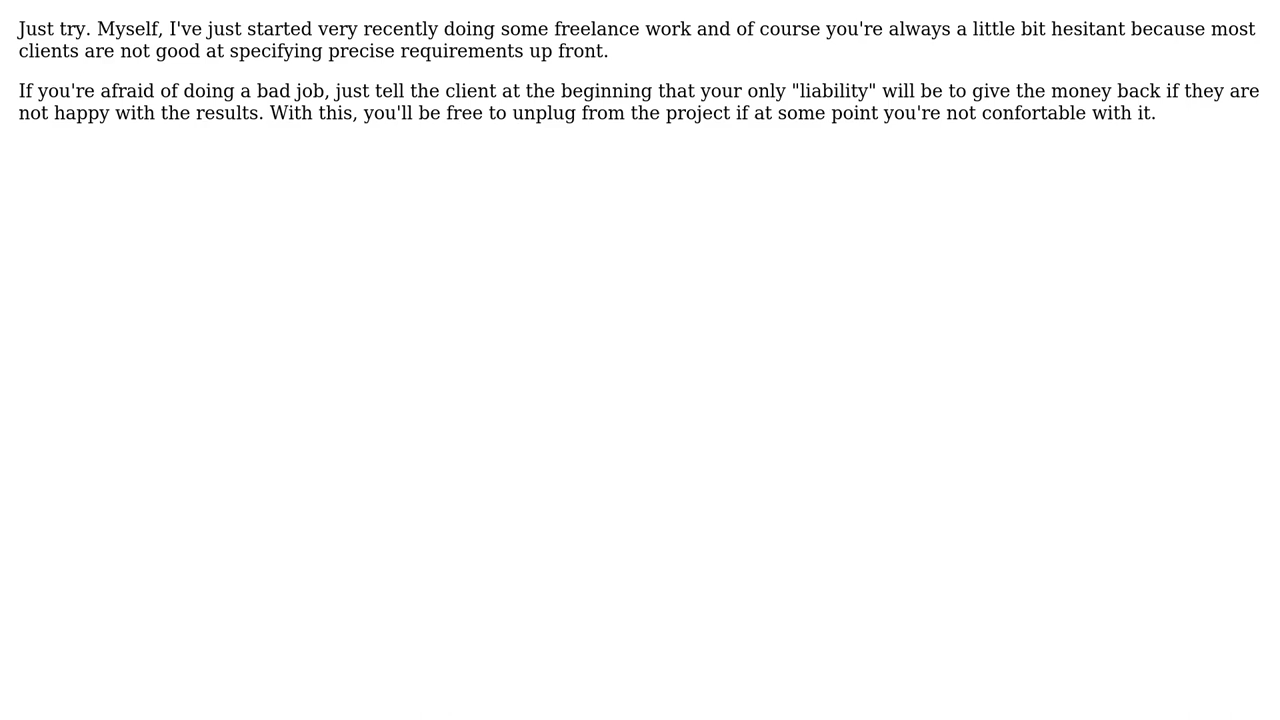 Just try. Myself, I've just started very recently doing some freelance work and of course you're always a little bit hesitant because most
clients are not good at specifying precise requirements up front.
If you're afraid of doing a bad job, just tell the client at the beginning that your only "liability" will be to give the money back if they are
not happy with the results. With this, you'll be free to unplug from the project if at some point you're not confortable with it.